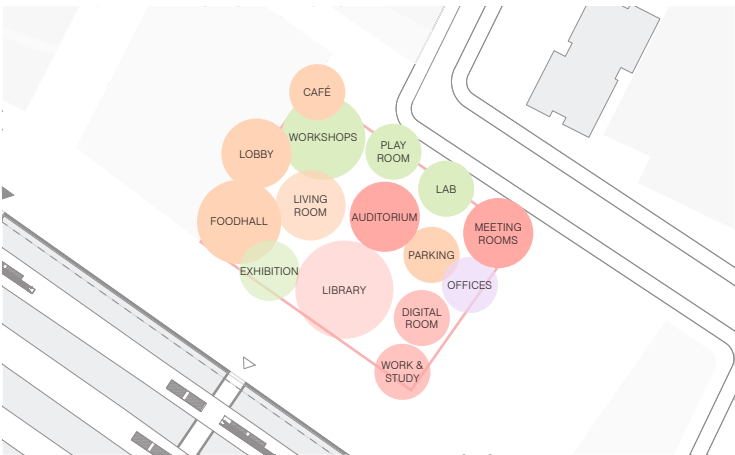 CAFÉ
WORKSHOPS
LOBBY
PLAY
ROOM
LAB
LIVING
ROOM
FOODHALL
AUDITORIUM
MEETING
ROOMS
PARKING
EXHIBITION
LIBRARY
OFFICES
DIGITAL
ROOM
WORK &
STUDY